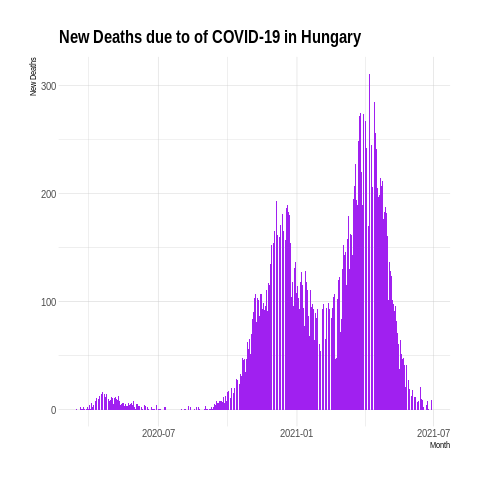 New Deaths due to of COVID-19 in Hungary
New Deaths
300
200
100
0
2020-07
2021-01
2021-07
Month